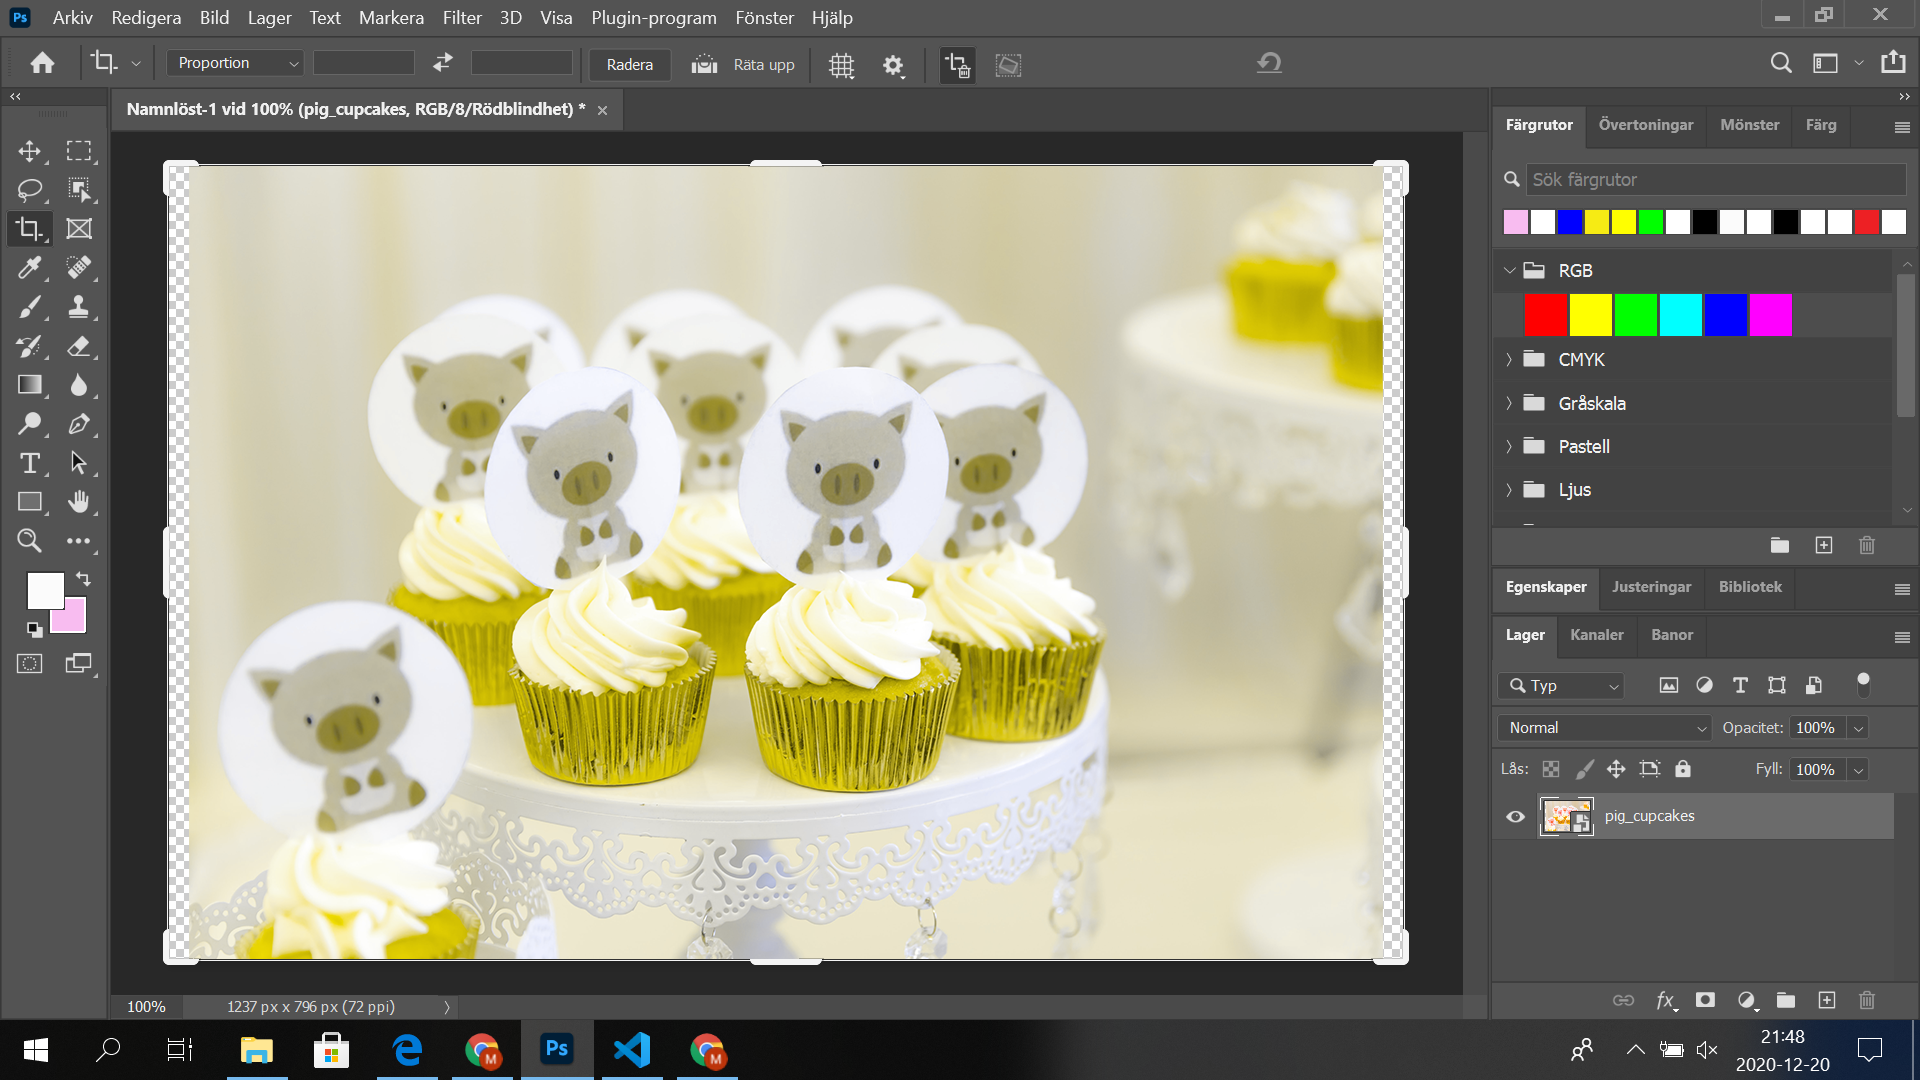 Ps Arkiv Redigera Bild Lager Text Markera Filter 3D Visa Plugin-program Fönster Hjälp
Proportion Radera Räta upp
Namnlöst-1 vid 100% (pig_cupcakes, RGB/8/Rödblindhet) *
Färgrutor Övertoningar Mönster Färg
Sök färgrutor
RGB
CMYK
Gråskala
Pastell
Ljus
Egenskaper Justeringar Bibliotek
Lager Kanaler Banor
Typ
Normal Opacitet: 100%
Lås: Fyll: 100%
pig_cupcakes
fx
100% 1237 px x 796 px (72 ppi)
M Ps M
21:48
2020-12-20